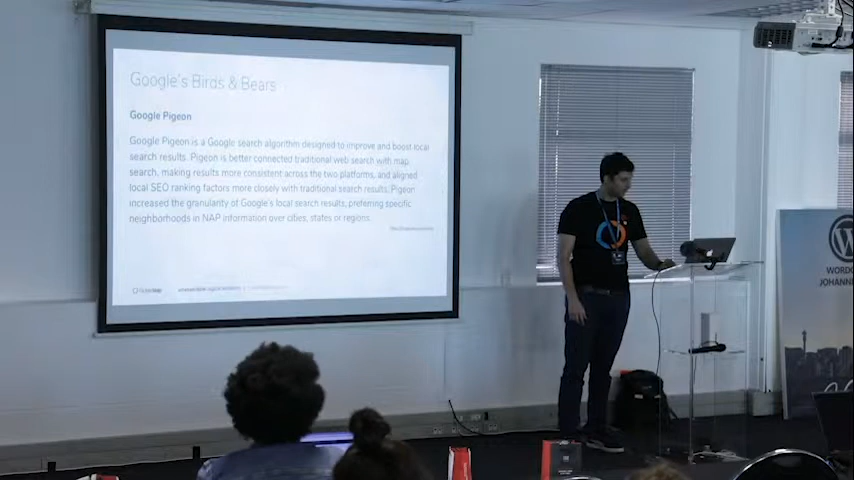 Google's Birds & Bears
Google Pigeon
Google Pigeon is a Google search algorithm designed to improve and boost local
search results. Pigeon is better connected traditional web search with map
search, making results more consistent across the two platforms, and aligned
local SEO ranking factors more closely with traditional search results. Pigeon
increased the granularity of Google's local search results, preferring specific
neighborhoods in NAP information over cities, states or regions.
WORDC
JOHANNE